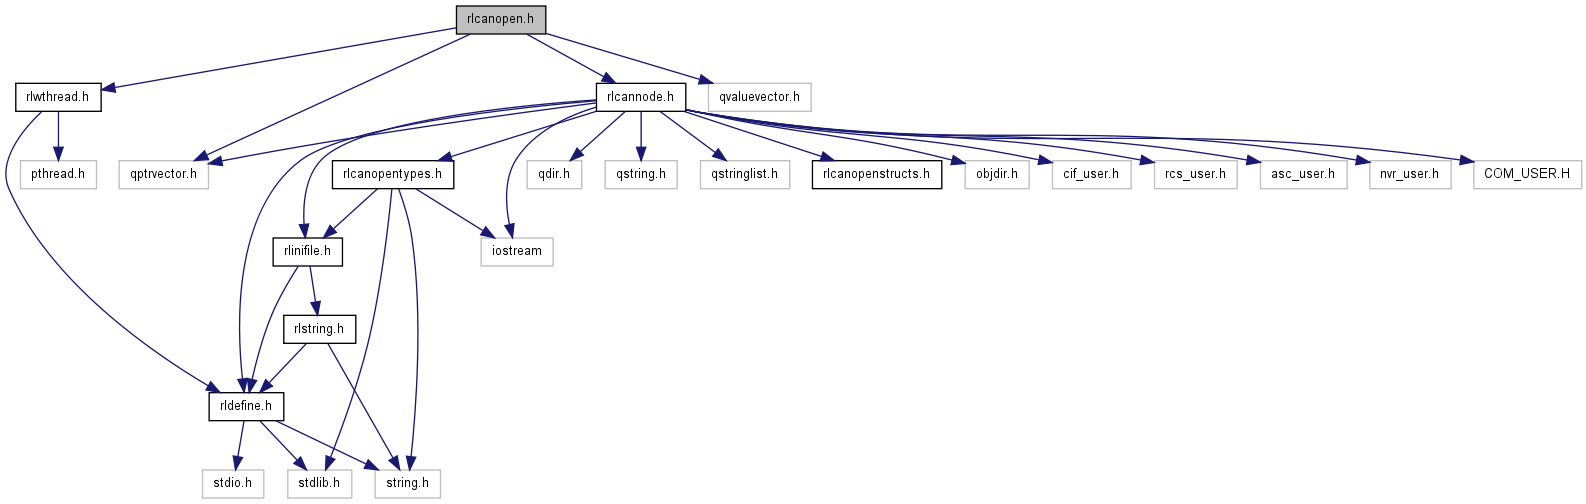 rlcanopen.h
rlwthread.h
rlcannode.h
qvaluevector.h
pthread.h
qptrvector.h
rlcanopentypes.h
qdir.h
qstring.h
qstringlist.h
rlcanopenstructs.h
objdir.h
cif_user.h
rcs_user.h
asc_user.h
nvr_user.h
COM_USER.H
rlinifile.h
iostream
rlstring.h
rldefine.h
stdio.h
stdlib.h
string.h